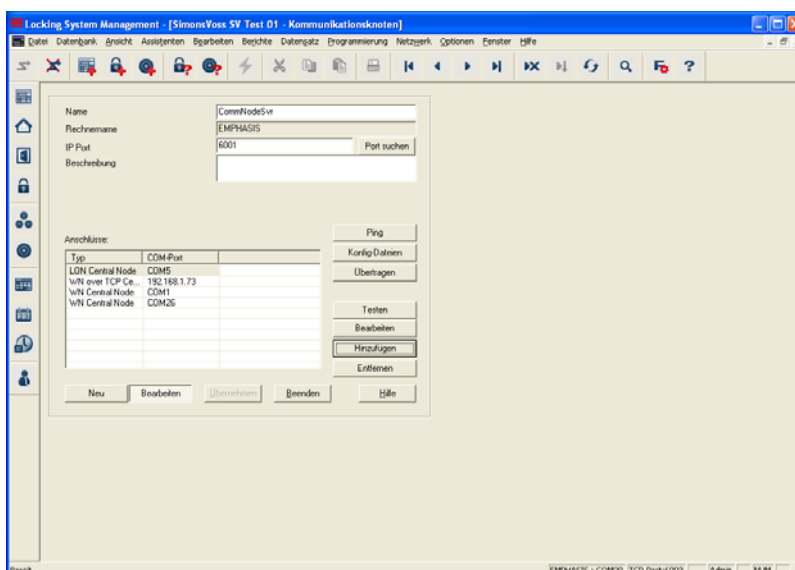 Locking System Management - [SimonsVoss SV Test 01 - Kommunikationsknoten]
Datei Datenbank Ansicht Assistenten Bearbeiten Berichte Datensatz Programmierung Netzwerk Optionen Fenster Hilfe
Name CommNodeSvr
Rechnername EMPHASIS
IP Port 6001 Port suchen
Beschreibung
Ping
Anschlüsse:
Konfig-Dateien
Typ COM-Port
LON Central Node COM5
Übertragen
WN over TCP Ce... 192.168.1.73
WN Central Node COM1
WN Central Node COM26
Testen
Bearbeiten
Hinzufügen
Entfernen
Neu Bearbeiten Übernehmen Beenden Hilfe
Admin NUM